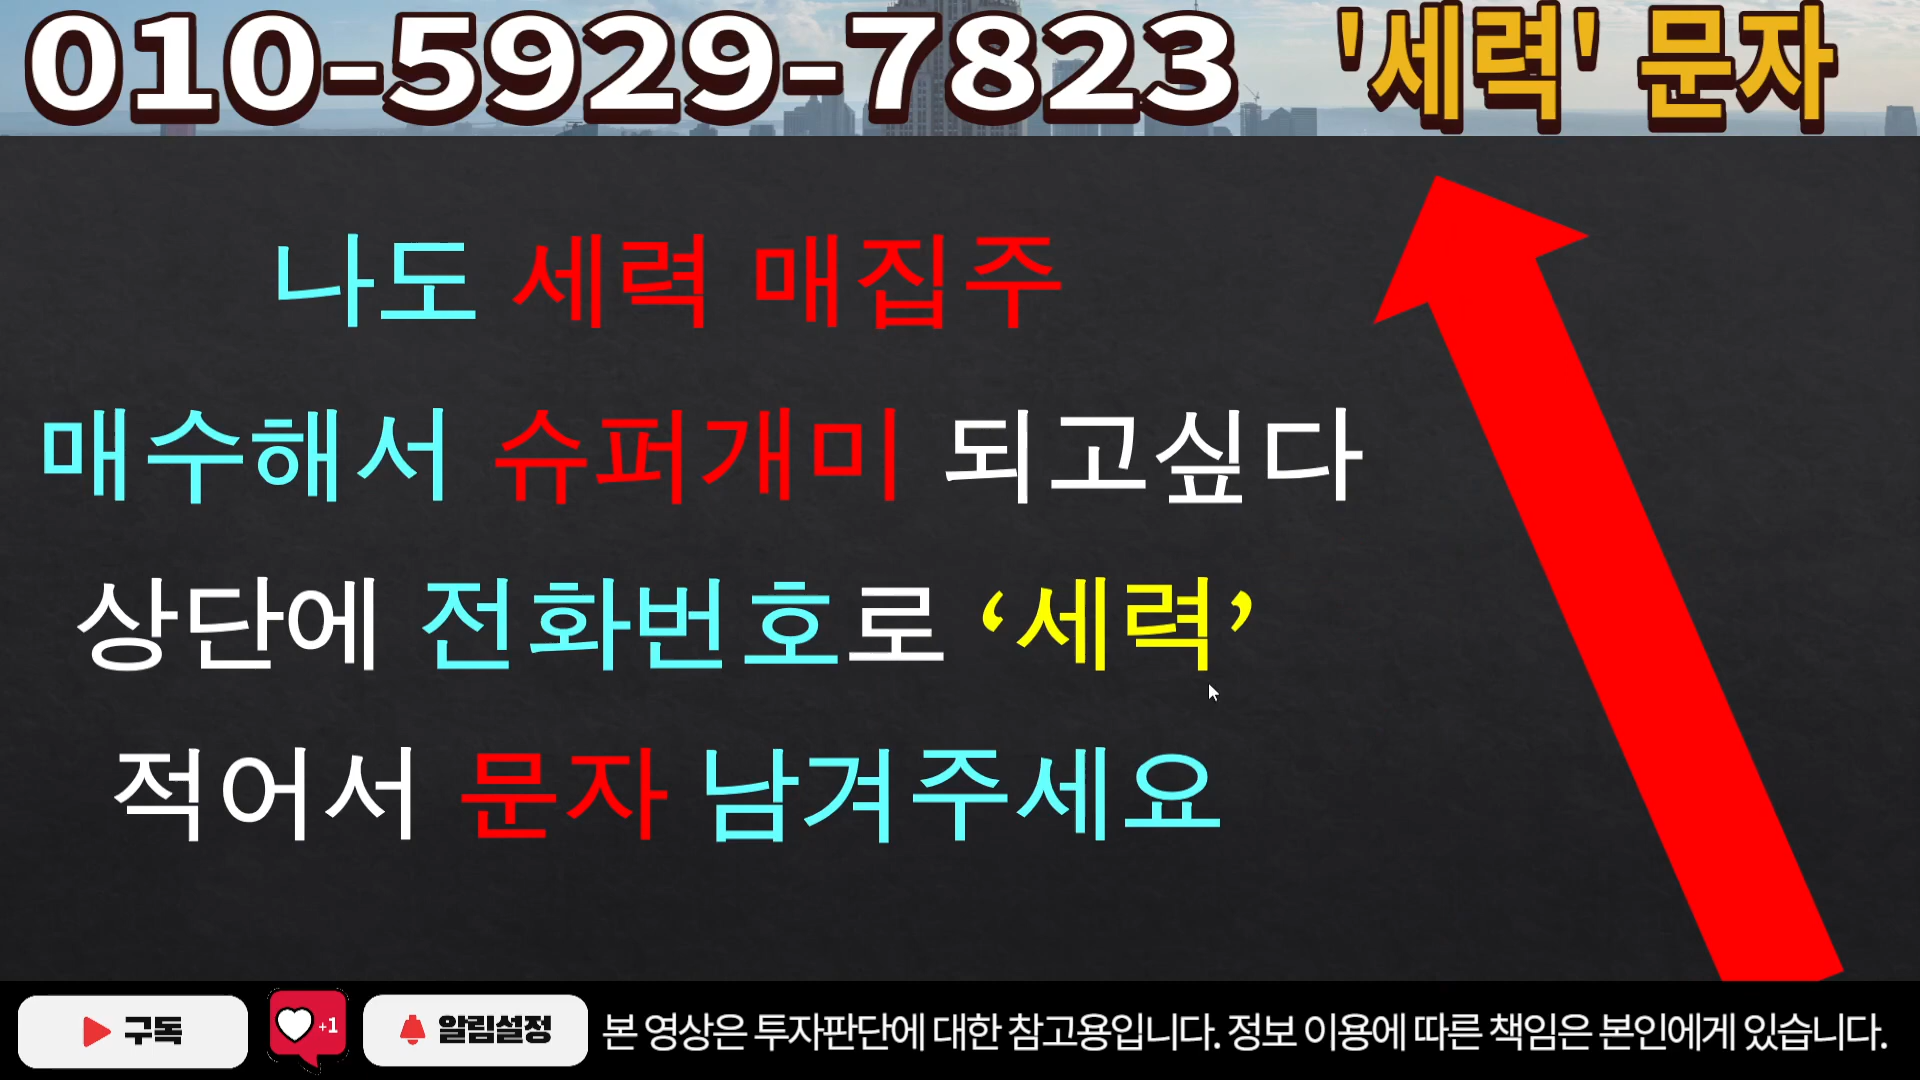 010-5929-7823 '세력' 문자
나도 세력 매집주
매수해서 슈퍼개미 되고싶다
상단에 전화번호로 ‘세력’
적어서 문자 남겨주세요
구독 +1 알림설정 본 영상은 투자판단에 대한 참고용입니다. 정보 이용에 따른 책임은 본인에게 있습니다.